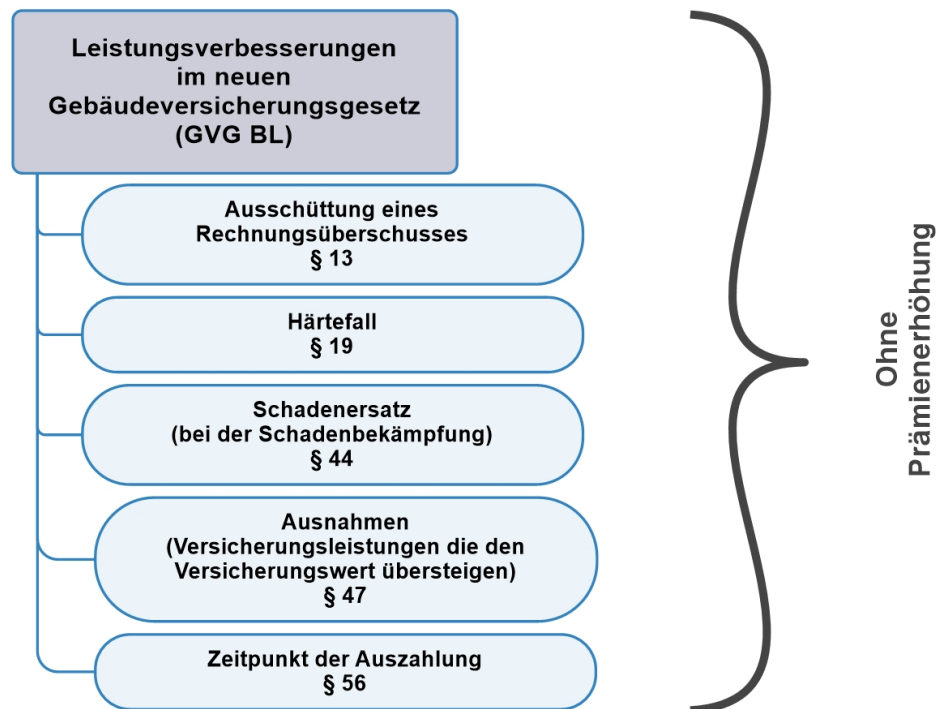 Leistungsverbesserungen
im neuen
Gebäudeversicherungsgesetz
(GVG BL)
Ausschüttung eines
Rechnungsüberschusses
§ 13
Härtefall
§ 19
Schadenersatz
(bei der Schadenbekämpfung)
§ 44
Ausnahmen
(Versicherungsleistungen die den
Versicherungswert übersteigen)
§ 47
Zeitpunkt der Auszahlung
§ 56
Ohne
Prämienerhöhung